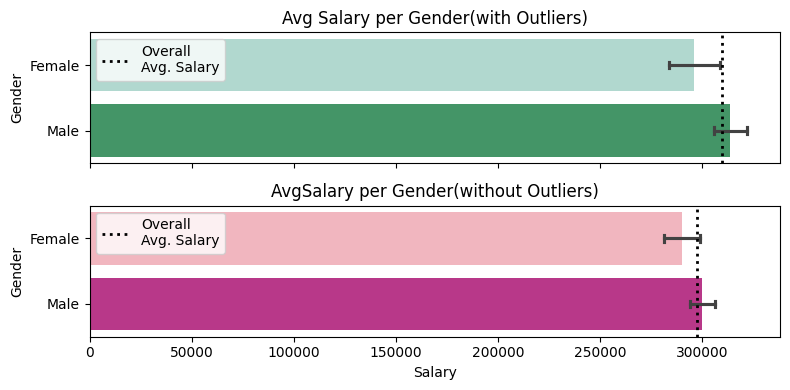 Avg Salary per Gender(with Outliers)
Gender
Female
Male
Overall
Avg. Salary
AvgSalary per Gender(without Outliers)
Gender
Female
Male
Overall
Avg. Salary
0 50000 100000 150000 200000 250000 300000
Salary